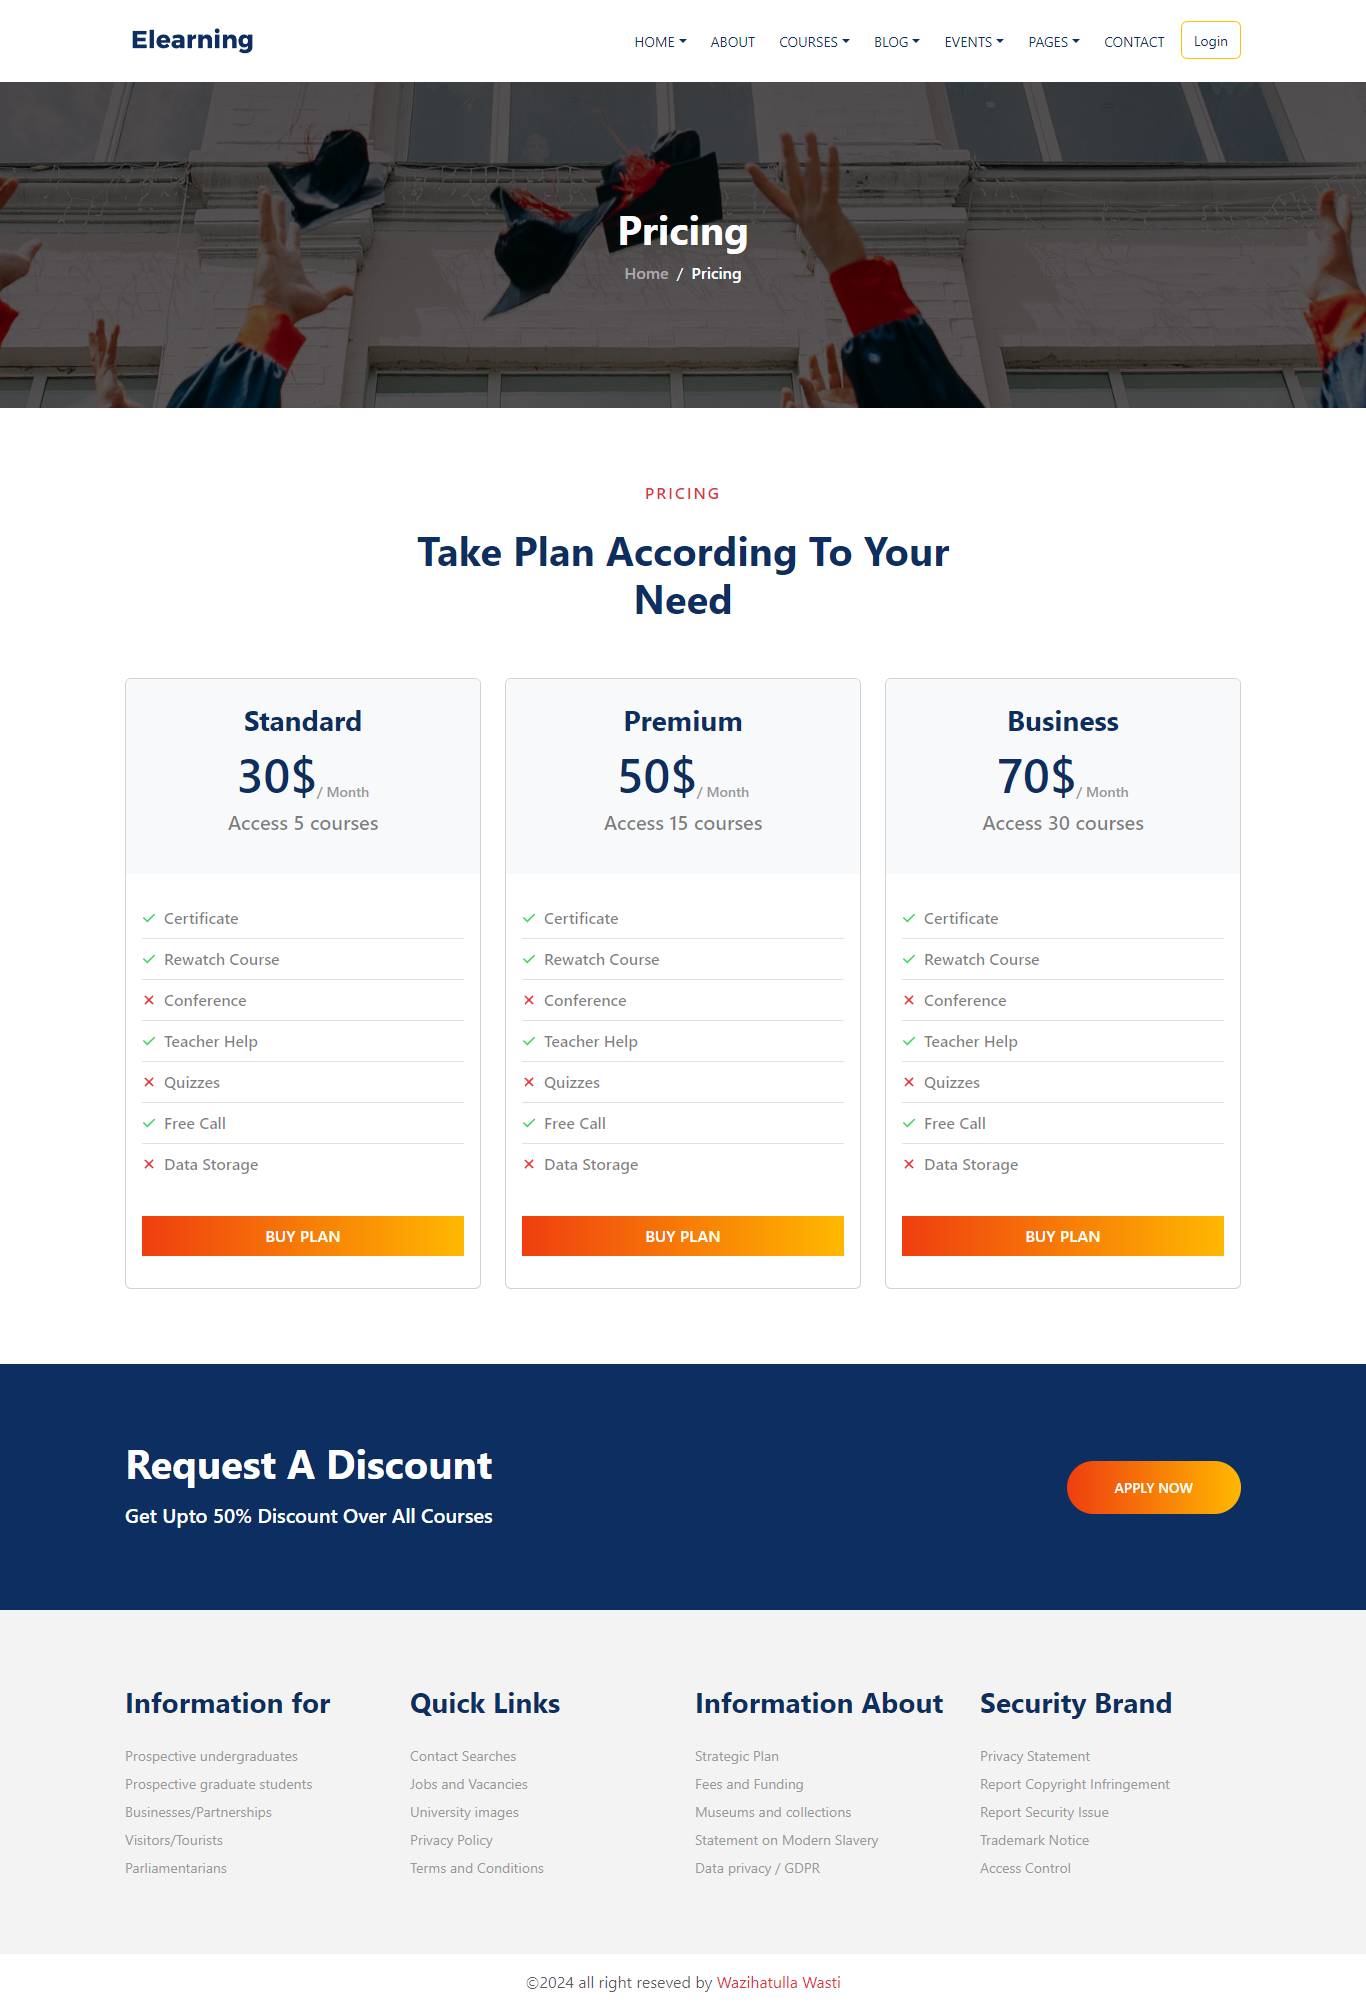 Elearning
HOME ABOUT COURSES BLOG EVENTS PAGES CONTACT Login
Pricing
Home / Pricing
PRICING
Take Plan According To Your
Need
Standard
30$/ Month
Access 5 courses
Certificate
Rewatch Course
Conference
Teacher Help
Quizzes
Free Call
Data Storage
BUY PLAN
Premium
50$/ Month
Access 15 courses
Certificate
Rewatch Course
Conference
Teacher Help
Quizzes
Free Call
Data Storage
BUY PLAN
Business
70$/ Month
Access 30 courses
Certificate
Rewatch Course
Conference
Teacher Help
Quizzes
Free Call
Data Storage
BUY PLAN
Request A Discount
Get Upto 50% Discount Over All Courses
APPLY NOW
Information for
Prospective undergraduates
Prospective graduate students
Businesses/Partnerships
Visitors/Tourists
Parliamentarians
Quick Links
Contact Searches
Jobs and Vacancies
University images
Privacy Policy
Terms and Conditions
Information About
Strategic Plan
Fees and Funding
Museums and collections
Statement on Modern Slavery
Data privacy / GDPR
Security Brand
Privacy Statement
Report Copyright Infringement
Report Security Issue
Trademark Notice
Access Control
©2024 all right reseved by Wazihatulla Wasti